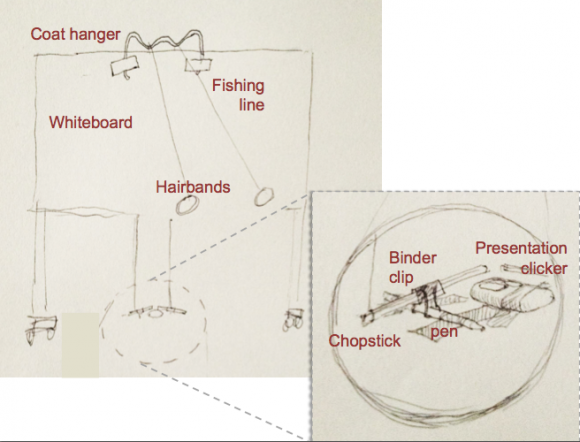 Coat hanger
Fishing
line
Whiteboard
Hairbands
Binder
clip
Presentation
clicker
Chopstick
pen